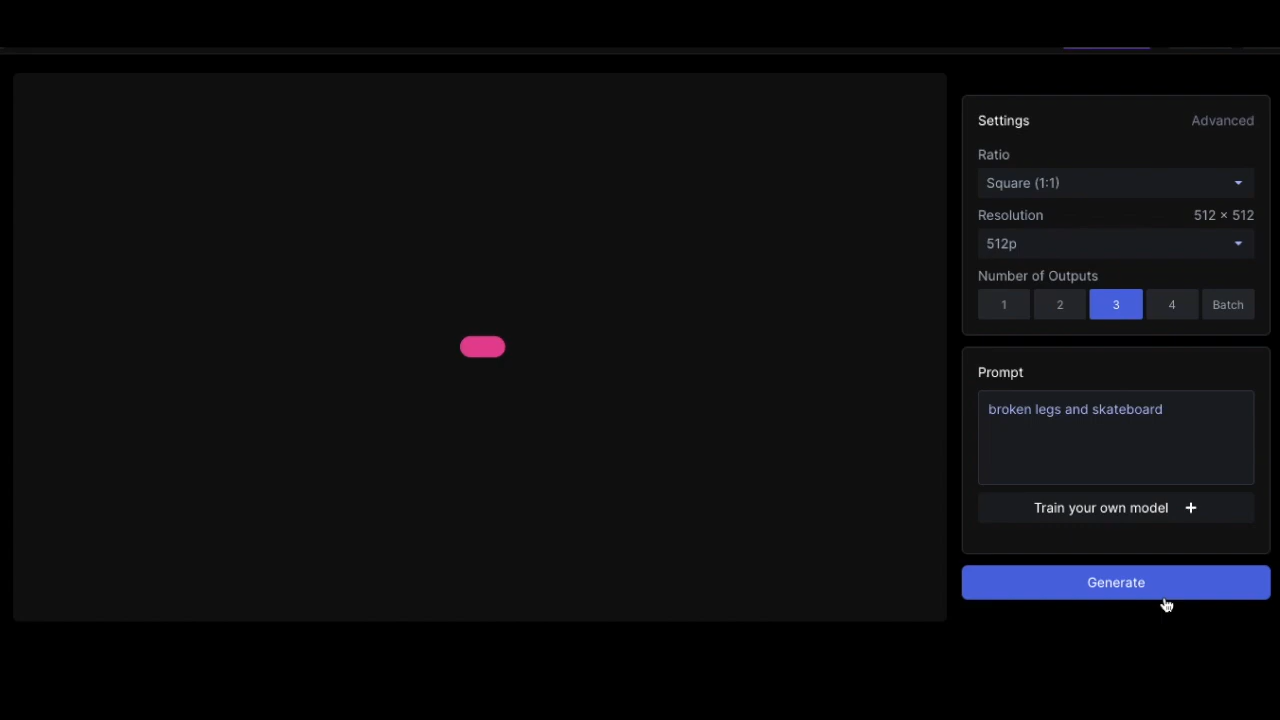 Settings
Advanced
Ratio
Square (1:1)
Resolution
512 × 512
512p
Number of Outputs
1
2
3
4
Batch
Prompt
broken legs and skateboard
Train your own model +
Generate